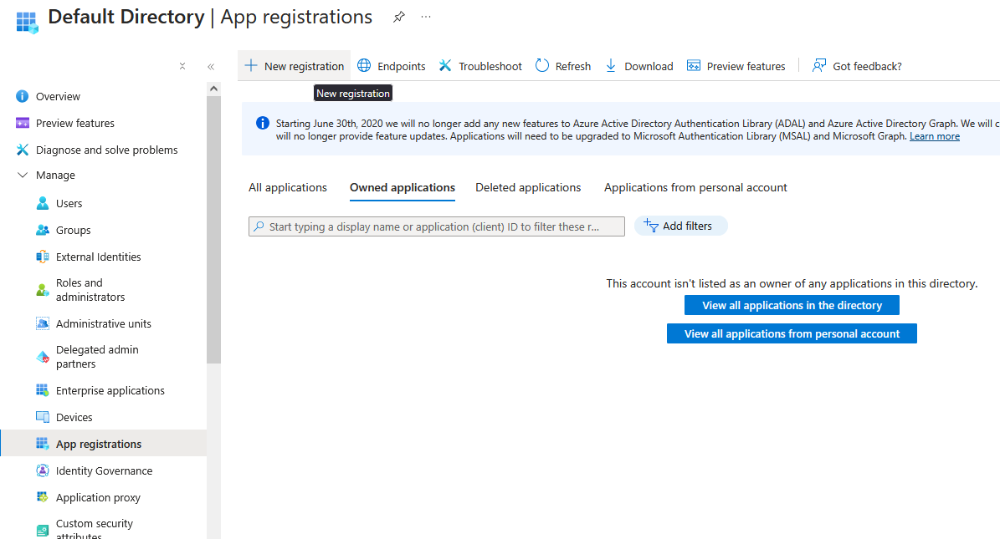 Default Directory | App registrations
New registration
Endpoints
Troubleshoot
Refresh
Download
Preview features
Got feedback?
New registration
Overview
Preview features
Diagnose and solve problems
Manage
Users
Groups
External Identities
Roles and
administrators
Administrative units
Delegated admin
partners
Enterprise applications
Devices
App registrations
Identity Governance
Application proxy
Custom security
attributes
Starting June 30th, 2020 we will no longer add any new features to Azure Active Directory Authentication Library (ADAL) and Azure Active Directory Graph. We will c
will no longer provide feature updates. Applications will need to be upgraded to Microsoft Authentication Library (MSAL) and Microsoft Graph. Learn more
All applications
Owned applications
Deleted applications
Applications from personal account
Start typing a display name or application (client) ID to filter these r...
Add filters
This account isn't listed as an owner of any applications in this directory.
View all applications in the directory
View all applications from personal account